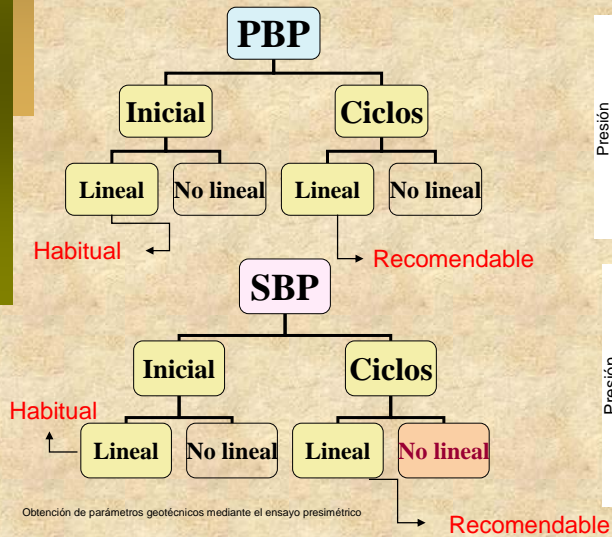 PBP
Presión
Inicial
Ciclos
Lineal
No lineal
Lineal
No lineal
Habitual
Recomendable
SBP
Presión
Inicial
Ciclos
Habitual
Lineal
No lineal
Lineal
No lineal
Obtención de parámetros geotécnicos mediante el ensayo presimétrico
Recomendable